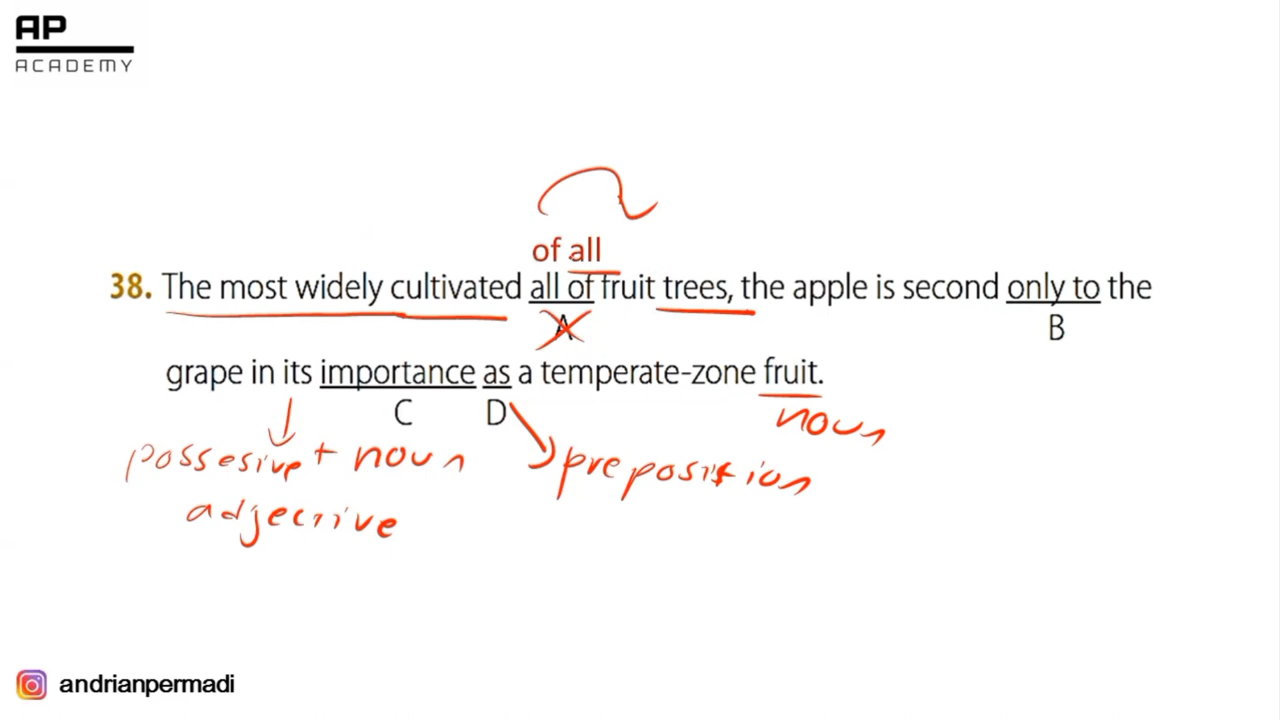 AP
ACADEMY
of all
38. The most widely cultivated all of fruit trees, the apple is second only to the
A B
grape in its importance as a temperate-zone fruit.
C D noun
possesive + noun preposition
adjective
andrianpermadi